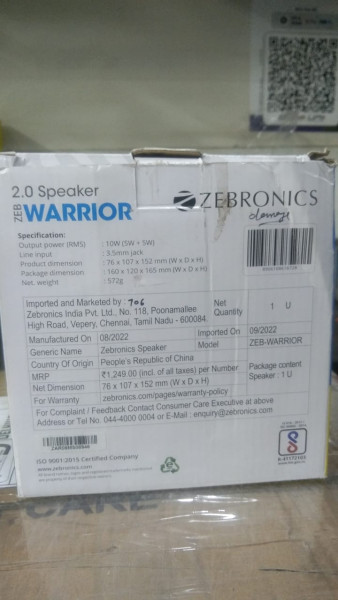 2.0 Speaker
ZEB WARRIOR
ZEBRONICS
damage
Specification:
Output power (RMS) : 10W (5W + 5W)
Line input : 3.5mm jack
Product dimension : 76 x 107 x 152 mm (W x D x H)
Package dimension : 160 x 120 x 165 mm (W x D x H)
Net. weight : 572g
Imported and Marketed by : 706
Zebronics India Pvt. Ltd., No. 118, Poonamallee
High Road, Vepery, Chennai, Tamil Nadu - 600084.
Net Quantity 1 U
Manufactured On 08/2022 Imported On 09/2022
Generic Name Zebronics Speaker Model ZEB-WARRIOR
Country Of Origin People's Republic of China
MRP ₹1,249.00 (incl. of all taxes) per Number
Package content
Speaker : 1 U
Net Dimension 76 x 107 x 152 mm (W x D x H)
For Warranty zebronics.com/pages/warranty-policy
For Complaint / Feedback Contact Consumer Care Executive at above
Address or Tel No. 044-4000 0004 or E-Mail : enquiry@zebronics.com
ISO 9001:2015 Certified Company
www.zebronics.com
CARE